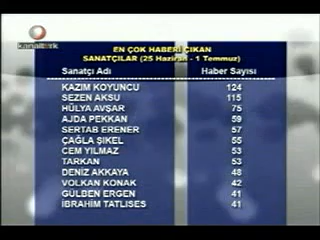 kanaltürk
EN ÇOK HABERİ ÇIKAN
SANATÇILAR (25 Haziran - 1 Temmuz)
Sanatçı Adı Haber Sayısı
KAZIM KOYUNCU 124
SEZEN AKSU 115
HÜLYA AVŞAR 75
AJDA PEKKAN 59
SERTAB ERENER 57
ÇAĞLA ŞIKEL 55
CEM YILMAZ 53
TARKAN 53
DENİZ AKKAYA 48
VOLKAN KONAK 42
GÜLBEN ERGEN 41
İBRAHİM TATLISES 41